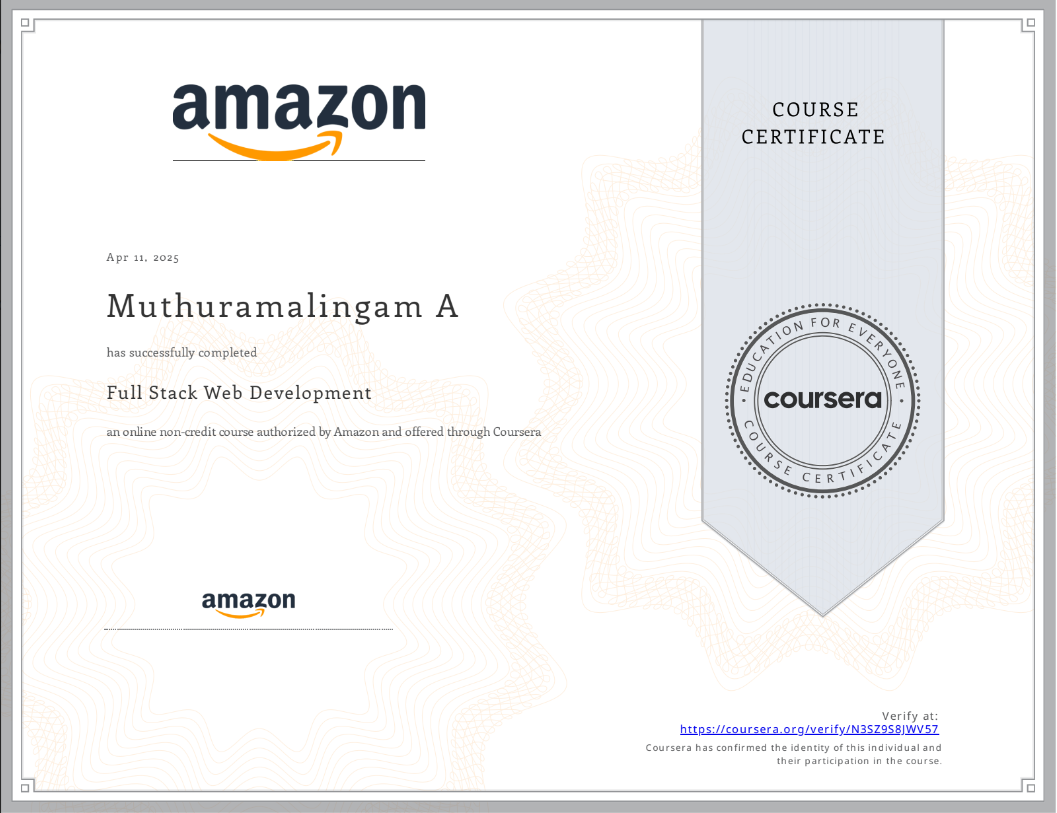 amazon
COURSE
CERTIFICATE
Apr 11, 2025
Muthuramalingam A
has successfully completed
Full Stack Web Development
an online non-credit course authorized by Amazon and offered through Coursera
EDUCATION FOR EVERYONE
coursera
COURSE CERTIFICATE
amazon
Verify at:
https://coursera.org/verify/N3SZ9S8JWV57
Coursera has confirmed the identity of this individual and
their participation in the course.